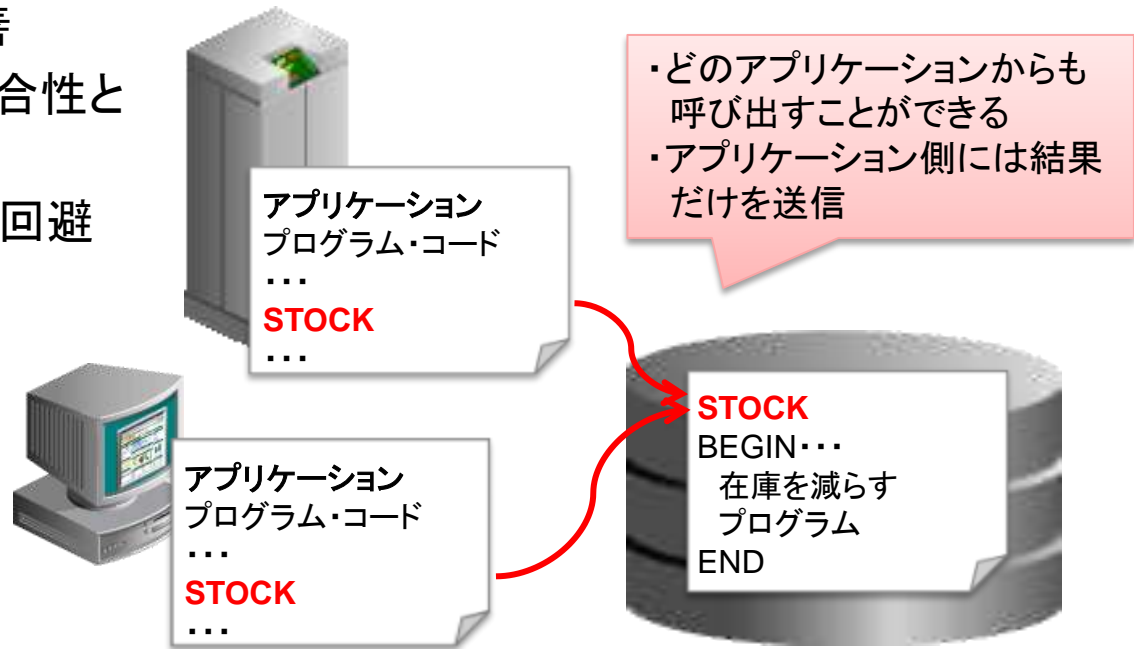 合性と
回避
・どのアプリケーションからも
呼び出すことができる
・アプリケーション側には結果
だけを送信
アプリケーション
プログラム・コード
・・・
STOCK
・・・
アプリケーション
プログラム・コード
・・・
STOCK
・・・
STOCK
BEGIN・・・
在庫を減らす
プログラム
END